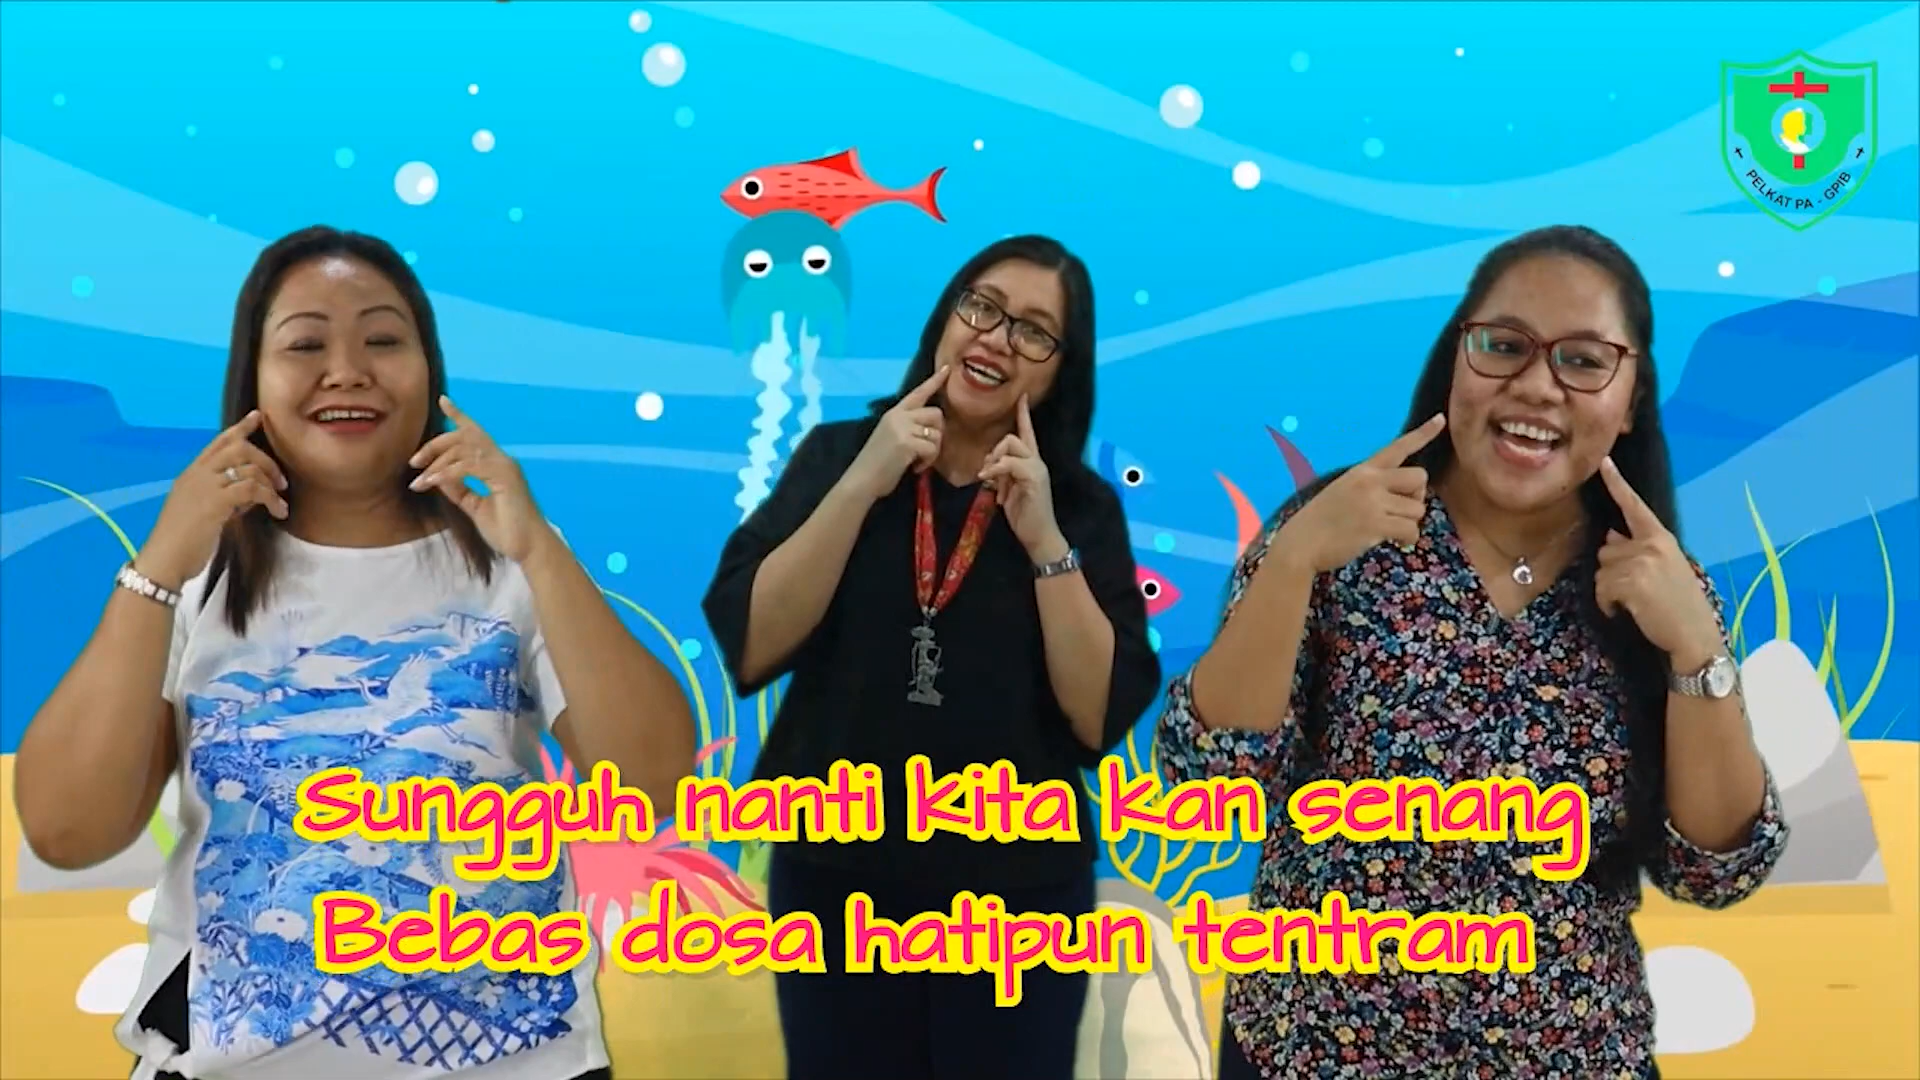 PELKAT PA - GPIB
Sungguh nanti kita kan senang
Bebas dosa hatipun tentram